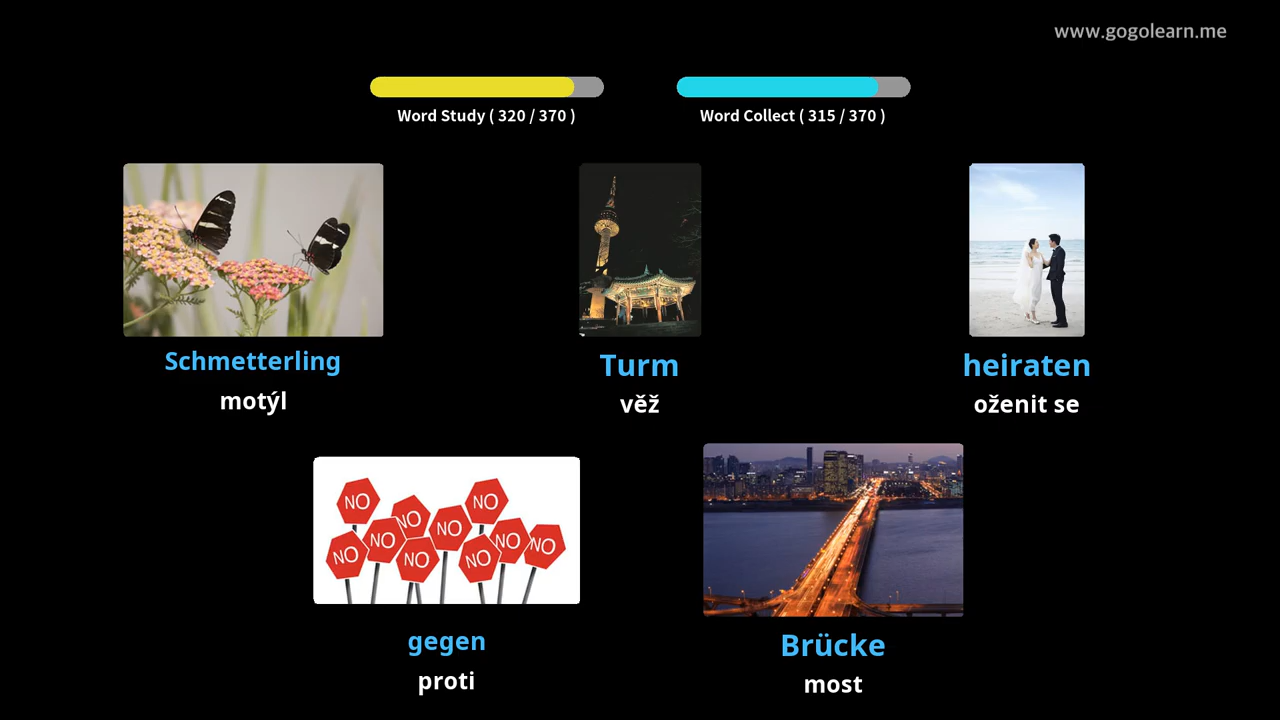 www.gogolearn.me
Word Study ( 320 / 370 )
Word Collect ( 315 / 370 )
Schmetterling
motýl
Turm
věž
heiraten
oženit se
NO
NO
NO
NO
NO
NO
NO
NO
NO
NO
gegen
proti
Brücke
most